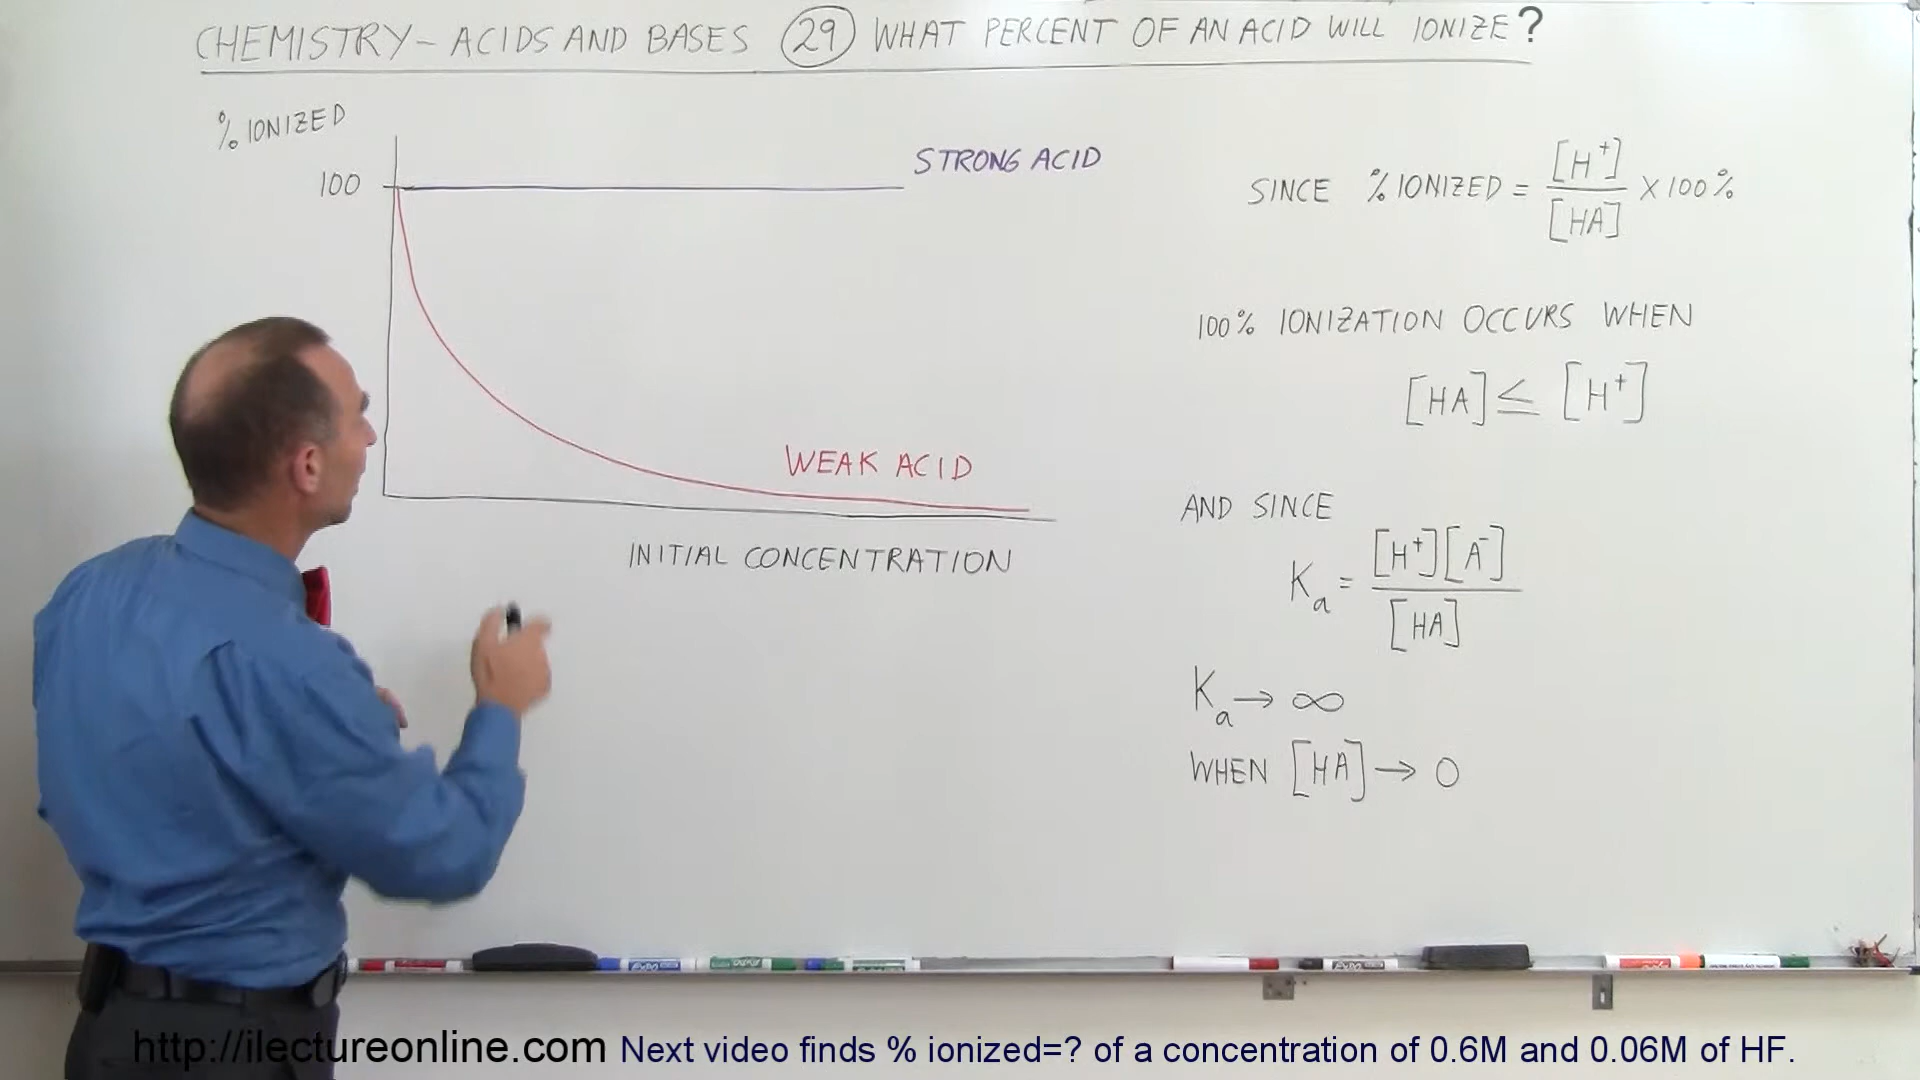 CHEMISTRY – ACIDS AND BASES (29) WHAT PERCENT OF AN ACID WILL IONIZE?
% IONIZED
100
STRONG ACID
WEAK ACID
INITIAL CONCENTRATION
SINCE % IONIZED = [H⁺] / [HA] X 100%
100% IONIZATION OCCURS WHEN
[HA] ≤ [H⁺]
AND SINCE
Kₐ = [H⁺][A⁻] / [HA]
Kₐ → ∞
WHEN [HA] → 0
http://ilectureonline.com Next video finds % ionized=? of a concentration of 0.6M and 0.06M of HF.